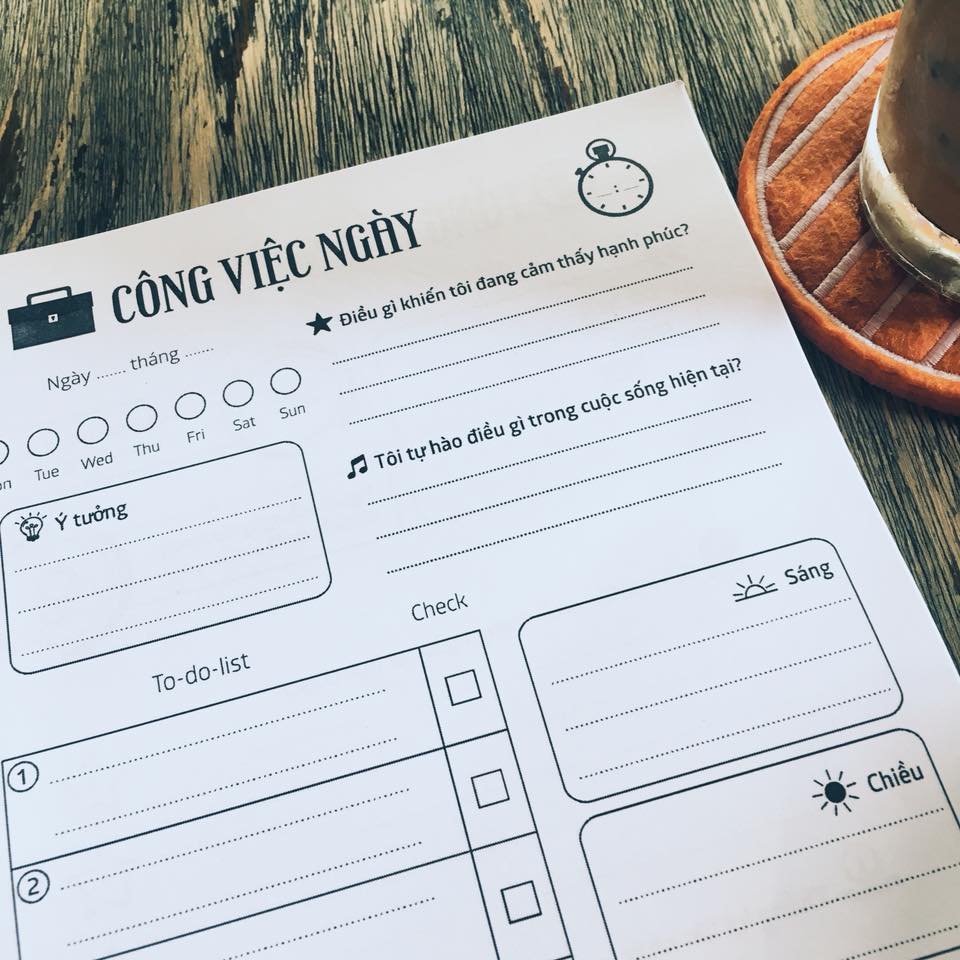 CÔNG VIỆC NGÀY
Ngày ...... tháng ......
Tue Wed Thu Fri Sat Sun
Ý tưởng
Điều gì khiến tôi đang cảm thấy hạnh phúc?
Tôi tự hào điều gì trong cuộc sống hiện tại?
To-do-list Check
1
2
Sáng
Chiều